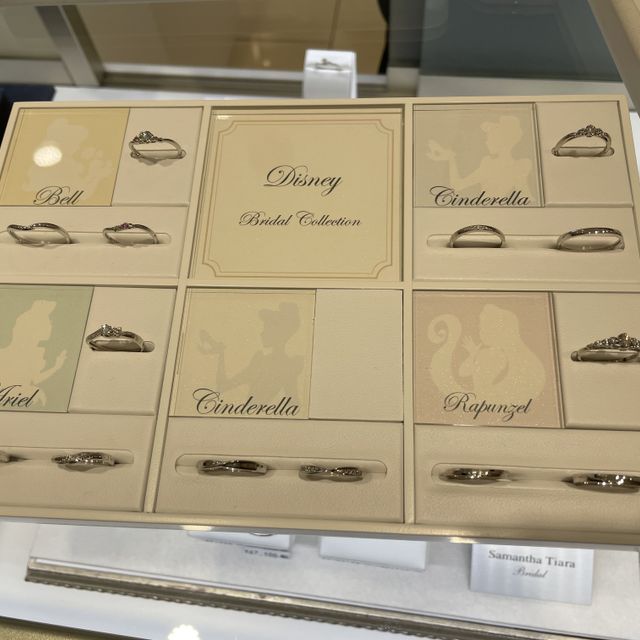 Bell
Disney
Bridal Collection
Cinderella
Ariel
Cinderella
Rapunzel
Samantha Tiara
Bridal